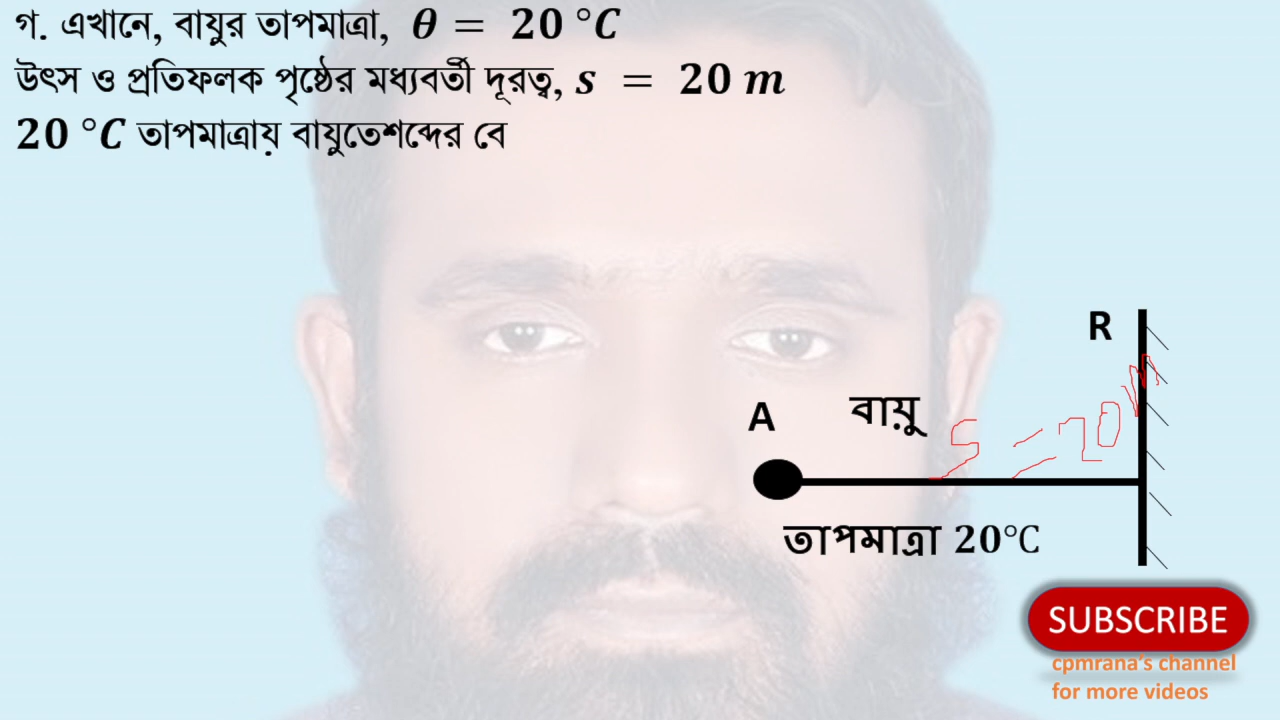 গ. এখানে, বায়ুর তাপমাত্রা, θ = 20 °C
উৎস ও প্রতিফলক পৃষ্ঠের মধ্যবর্তী দূরত্ব, s = 20 m
20 °C তাপমাত্রায় বায়ুতেশব্দের বে
R
A
বায়ু
S = 20 m
তাপমাত্রা 20°C
SUBSCRIBE
cpmrana's channel
for more videos